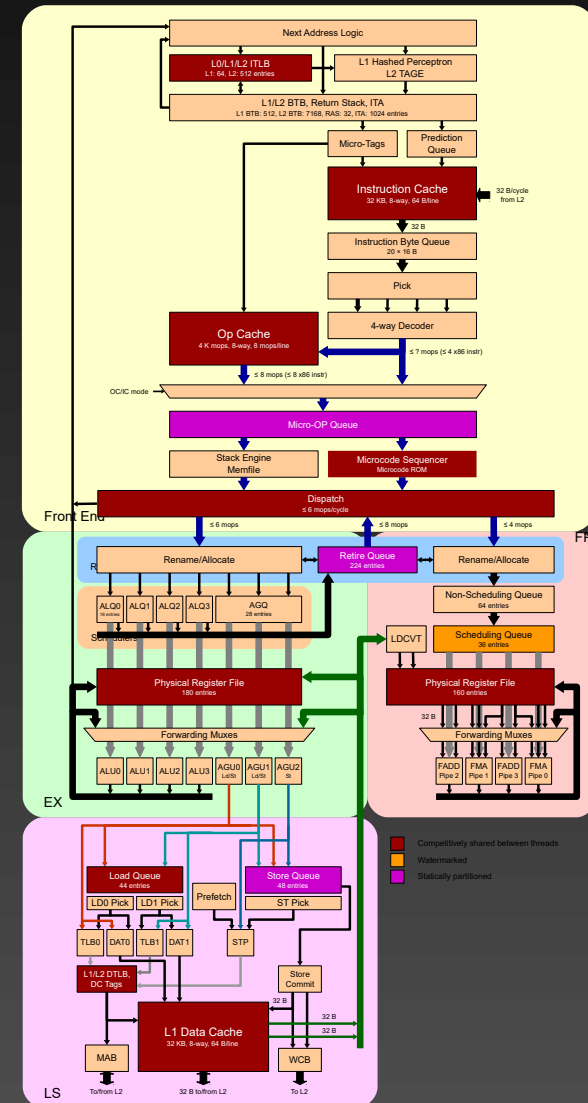 Next Address Logic
L0/L1/L2 ITLB
L1: 64, L2: 512 entries
L1 Hashed Perceptron
L2 TAGE
L1/L2 BTB, Return Stack, ITA
L1 BTB: 512, L2 BTB: 7168, RAS: 32, ITA: 1024 entries
Micro-Tags
Prediction
Queue
Instruction Cache
32 KB, 8-way, 64 B/line
32 B/cycle
from L2
32 B
Instruction Byte Queue
20 × 16 B
Pick
4-way Decoder
Op Cache
4 K mops, 8-way, 8 mops/line
≤ ? mops (≤ 4 x86 instr)
≤ 8 mops (≤ 8 x86 instr)
OC/IC mode
Micro-OP Queue
Stack Engine
Memfile
Microcode Sequencer
Microcode ROM
Dispatch
≤ 6 mops/cycle
Front End
≤ 6 mops
≤ 8 mops
≤ 4 mops
Rename/Allocate
Retire Queue
224 entries
Rename/Allocate
ALQ0
16 entries
ALQ1
ALQ2
ALQ3
AGQ
28 entries
Non-Scheduling Queue
64 entries
Schedulers
LDCVT
Scheduling Queue
36 entries
Physical Register File
180 entries
Physical Register File
160 entries
32 B
Forwarding Muxes
Forwarding Muxes
ALU0
ALU1
ALU2
ALU3
AGU0
Ld/St
AGU1
Ld/St
AGU2
St
FADD
Pipe 2
FMA
Pipe 1
FADD
Pipe 3
FMA
Pipe 0
EX
Competitively shared between threads
Watermarked
Statically partitioned
Load Queue
44 entries
Store Queue
48 entries
LD0 Pick
LD1 Pick
Prefetch
ST Pick
TLB0
DAT0
TLB1
DAT1
STP
L1/L2 DTLB,
DC Tags
Store
Commit
32 B
L1 Data Cache
32 KB, 8-way, 64 B/line
32 B
32 B
MAB
WCB
To/from L2
32 B to/from L2
To L2
LS